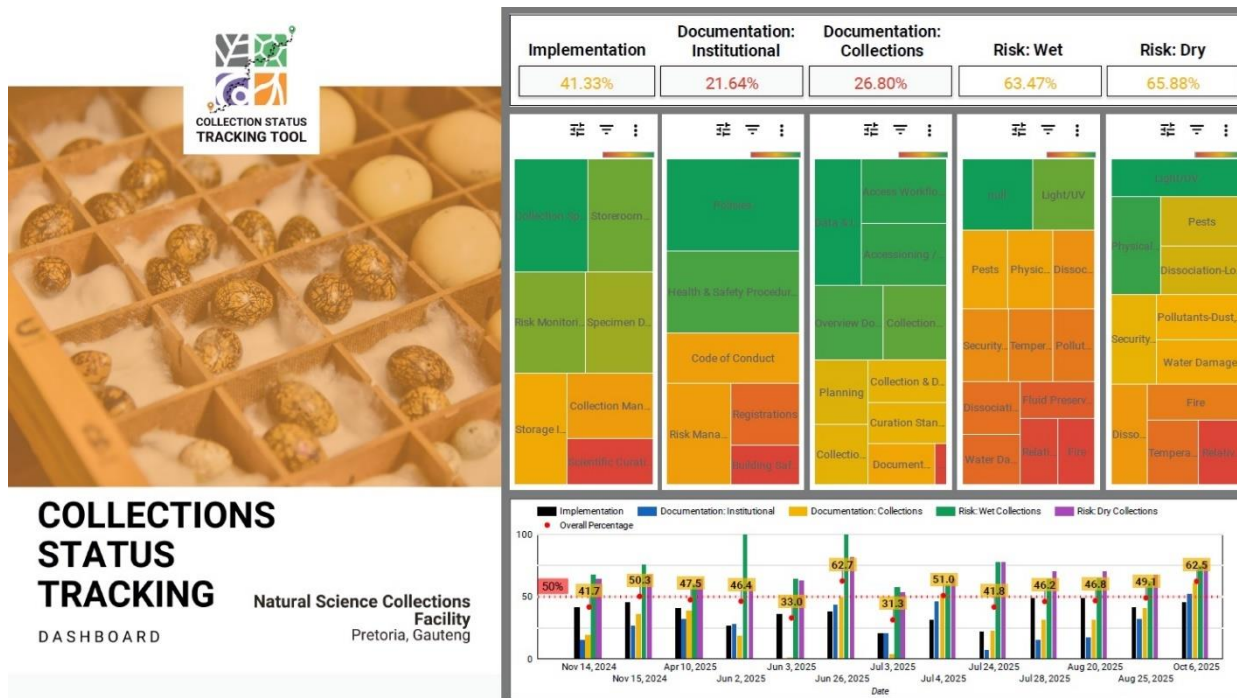 COLLECTION STATUS
TRACKING TOOL
COLLECTIONS
STATUS
TRACKING
DASHBOARD
Natural Science Collections
Facility
Pretoria, Gauteng
Implementation
41.33%
Documentation:
Institutional
21.64%
Documentation:
Collections
26.80%
Risk: Wet
63.47%
Risk: Dry
65.88%
Storeroom...
Risk Monitori...
Specimen D...
Storage I...
Collection Man...
Scientific Curati...
Policies
Health & Safety Procedur...
Code of Conduct
Risk Mana...
Registrations
Building Saf...
Data & I...
Access Workflo...
Accessioning /...
Overview Do...
Collection...
Planning
Collection & D...
Curation Stan...
Collectio...
Document...
Light/UV
Pests
Physic...
Dissoc...
Security...
Temper...
Pollut...
Dissociati...
Fluid Preserv...
Water Da...
Relati...
Fire
Light/UV
Physical...
Pests
Dissociation-Lo...
Security...
Pollutants-Dust,...
Water Damage
Disso...
Fire
Tempera...
Relativ...
Implementation
Documentation: Institutional
Documentation: Collections
Risk: Wet Collections
Risk: Dry Collections
Overall Percentage
100
50%
50
0
41.7
50.3
47.5
46.4
33.0
62.7
31.3
51.0
41.8
46.2
46.8
49.1
62.5
Nov 14, 2024
Nov 15, 2024
Apr 10, 2025
Jun 2, 2025
Jun 3, 2025
Jun 26, 2025
Jul 3, 2025
Jul 4, 2025
Jul 24, 2025
Jul 28, 2025
Aug 20, 2025
Aug 25, 2025
Oct 6, 2025
Date